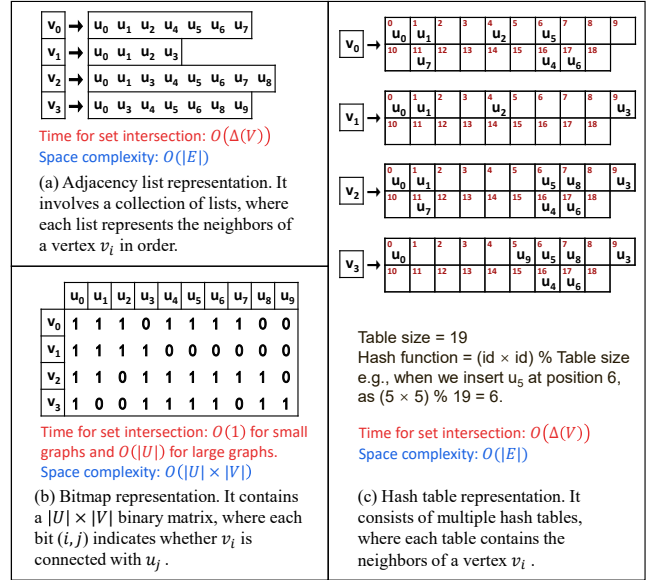 v₀ → u₀ u₁ u₂ u₄ u₅ u₆ u₇
v₁ → u₀ u₁ u₂ u₃
v₂ → u₀ u₁ u₃ u₄ u₅ u₆ u₇ u₈
v₃ → u₀ u₃ u₄ u₅ u₆ u₈ u₉
Time for set intersection: O(Δ(V))
Space complexity: O(|E|)
(a) Adjacency list representation. It
involves a collection of lists, where
each list represents the neighbors of
a vertex vᵢ in order.
u₀ u₁ u₂ u₃ u₄ u₅ u₆ u₇ u₈ u₉
v₀ 1 1 1 0 1 1 1 1 0 0
v₁ 1 1 1 1 0 0 0 0 0 0
v₂ 1 1 0 1 1 1 1 1 1 0
v₃ 1 0 0 1 1 1 1 0 1 1
Time for set intersection: O(1) for small
graphs and O(|U|) for large graphs.
Space complexity: O(|U| × |V|)
(b) Bitmap representation. It contains
a |U| × |V| binary matrix, where each
bit (i, j) indicates whether vᵢ is
connected with uⱼ .
0 1 2 3 4 5 6 7 8 9
v₀ → u₀ u₁ u₂ u₅
10 11 12 13 14 15 16 17 18
u₇ u₄ u₆
0 1 2 3 4 5 6 7 8 9
v₁ → u₀ u₁ u₂ u₃
10 11 12 13 14 15 16 17 18
0 1 2 3 4 5 6 7 8 9
v₂ → u₀ u₁ u₅ u₈ u₃
10 11 12 13 14 15 16 17 18
u₇ u₄ u₆
0 1 2 3 4 5 6 7 8 9
v₃ → u₀ u₉ u₅ u₈ u₃
10 11 12 13 14 15 16 17 18
u₄ u₆
Table size = 19
Hash function = (id × id) % Table size
e.g., when we insert u₅ at position 6,
as (5 × 5) % 19 = 6.
Time for set intersection: O(Δ(V))
Space complexity: O(|E|)
(c) Hash table representation. It
consists of multiple hash tables,
where each table contains the
neighbors of a vertex vᵢ .